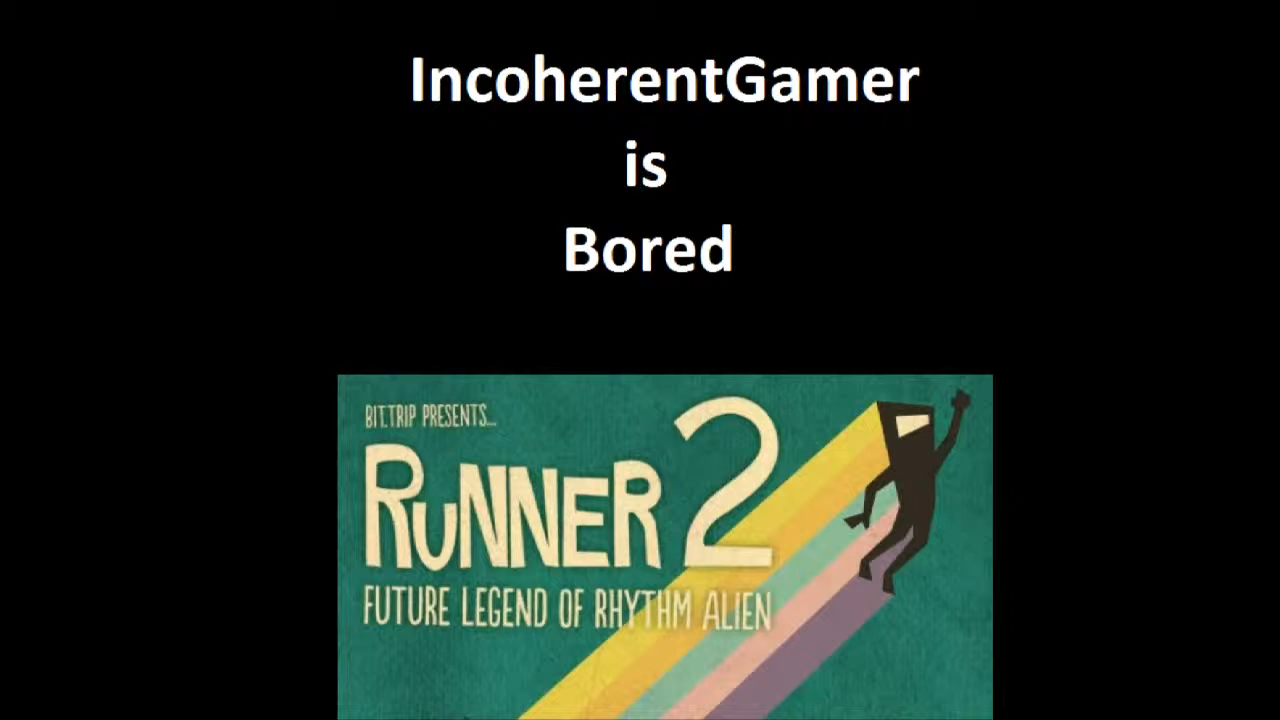 IncoherentGamer
is
Bored
BIT.TRIP PRESENTS...
RUNNER 2
FUTURE LEGEND OF RHYTHM ALIEN